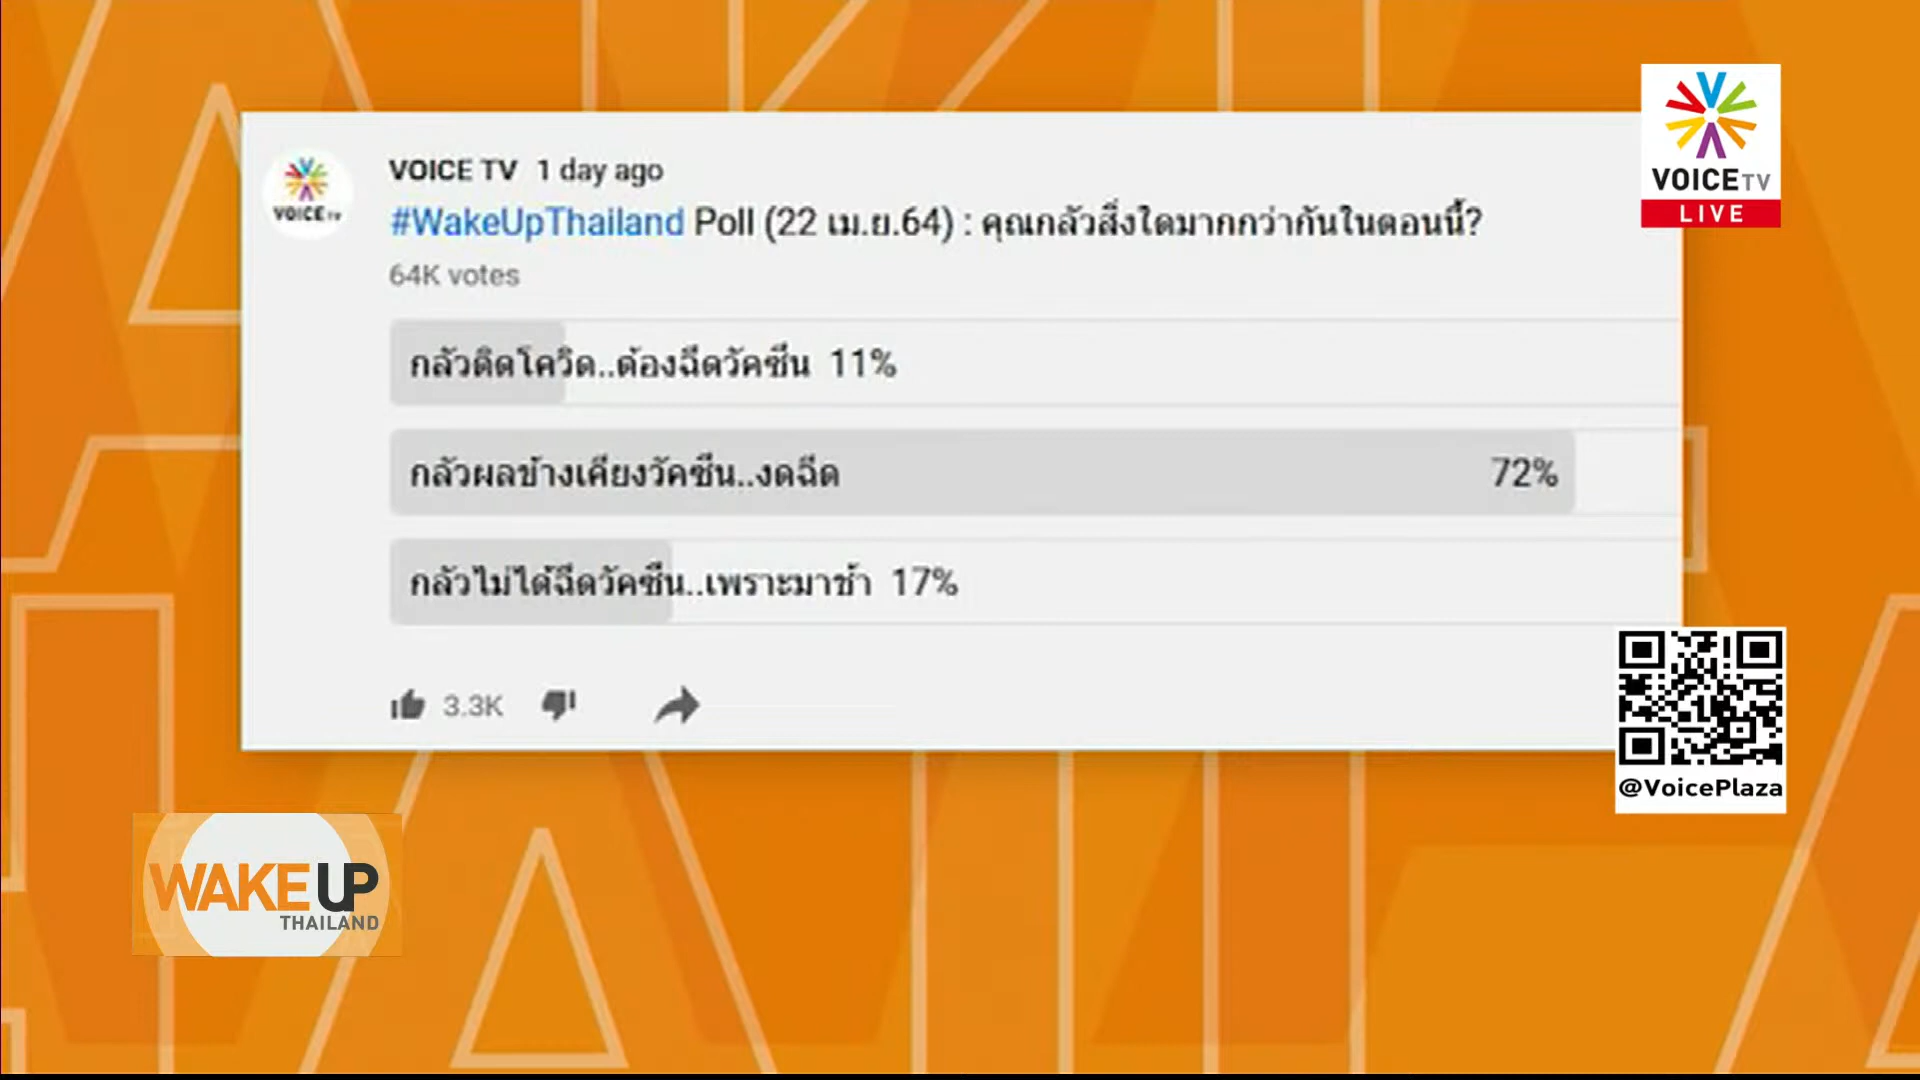 VOICE TV 1 day ago
#WakeUpThailand Poll (22 เม.ย.64) : คุณกลัวสิ่งใดมากกว่ากันในตอนนี้?
64K votes
กลัวติดโควิด..ต้องฉีดวัคซีน 11%
กลัวผลข้างเคียงวัคซีน..งดฉีด 72%
กลัวไม่ได้ฉีดวัคซีน..เพราะมาช้า 17%
3.3K
VOICE TV
VOICE TV
LIVE
@VoicePlaza
WAKE UP
THAILAND